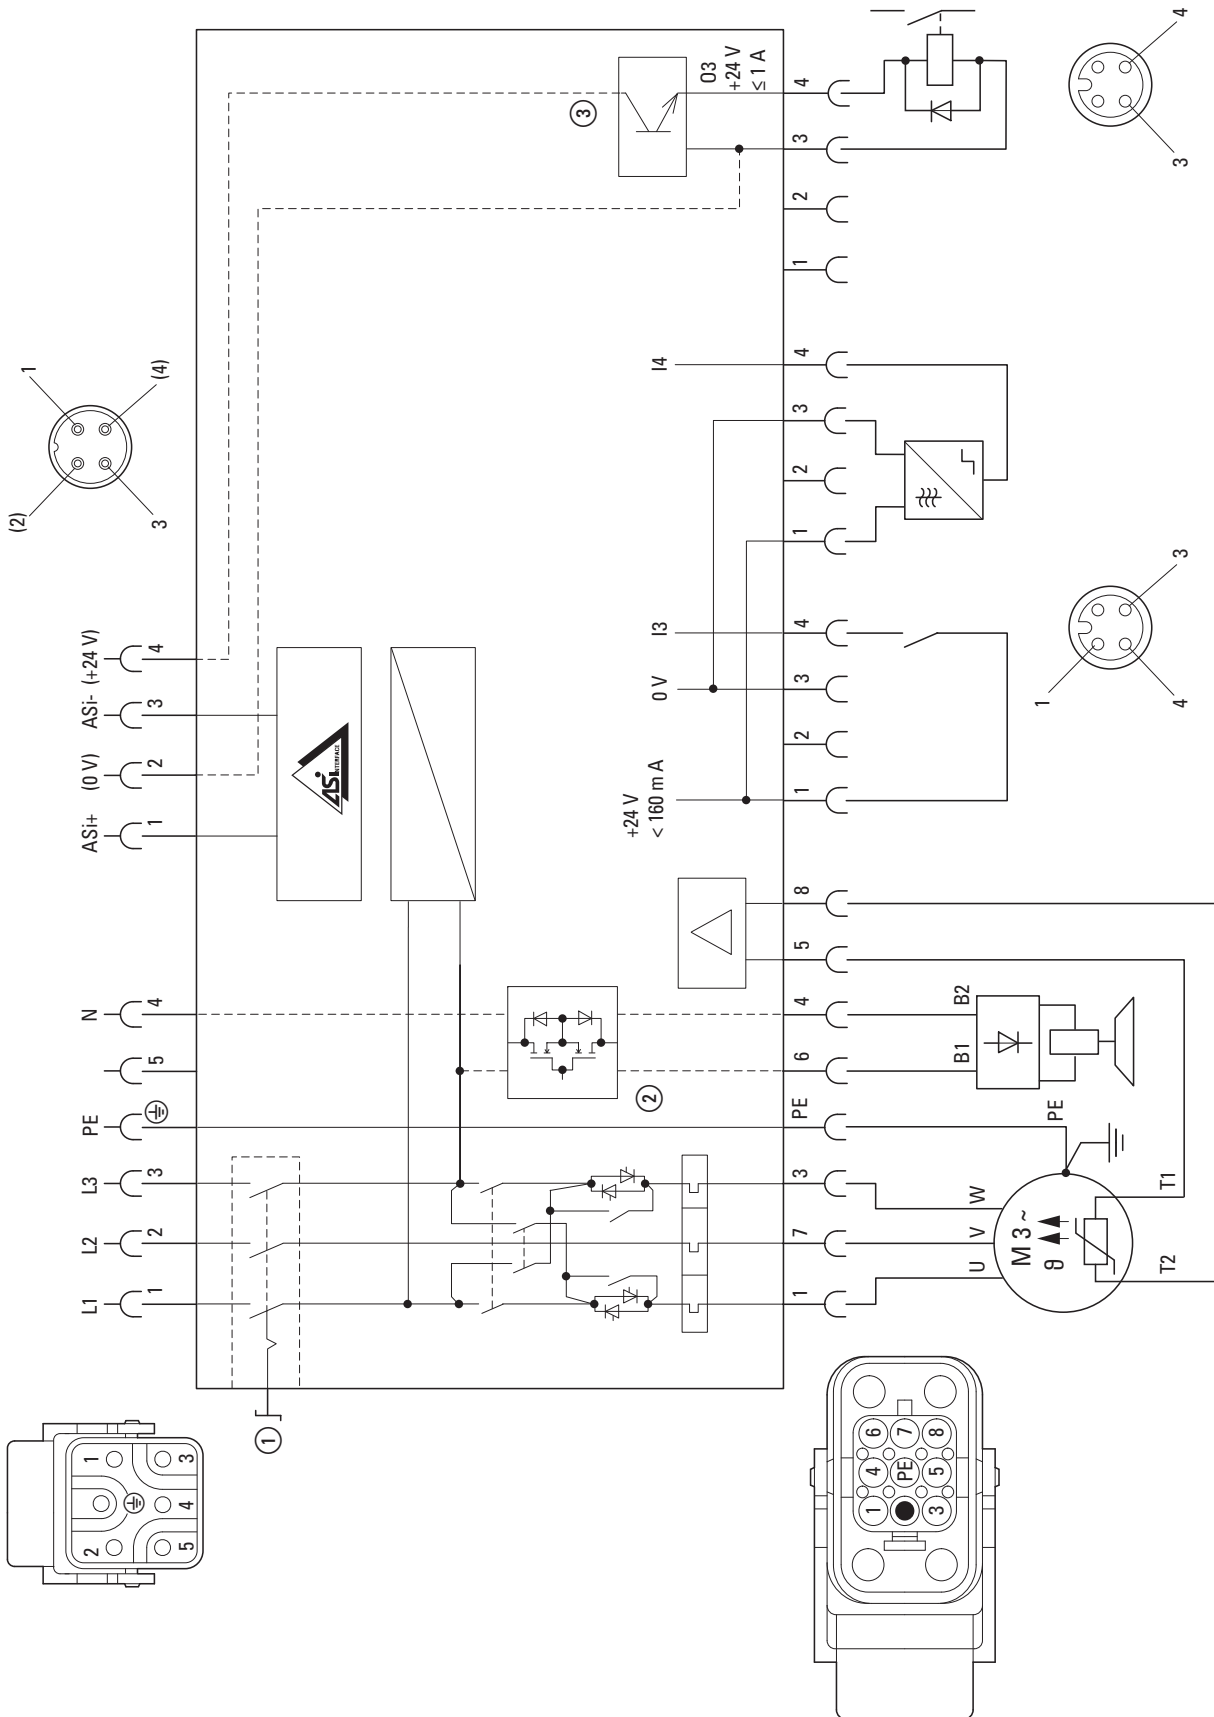 L1
1
L2
2
L3
3
PE
5
N
4
ASi+
1
(0 V)
2
ASi-
3
(+24 V)
4
(2)
1
3
(4)
2
1
5
4
3
1
ASi
INTERFACE
2
3
O3
+24 V
≤ 1 A
+24 V
< 160 m A
0 V
I3
I4
1
7
3
PE
6
4
5
8
1
2
3
4
1
2
3
4
1
2
3
4
U
V
W
PE
B1
B2
M 3 ~
ϑ
T2
T1
1
4
3
3
4
1
4
6
PE
7
3
5
8